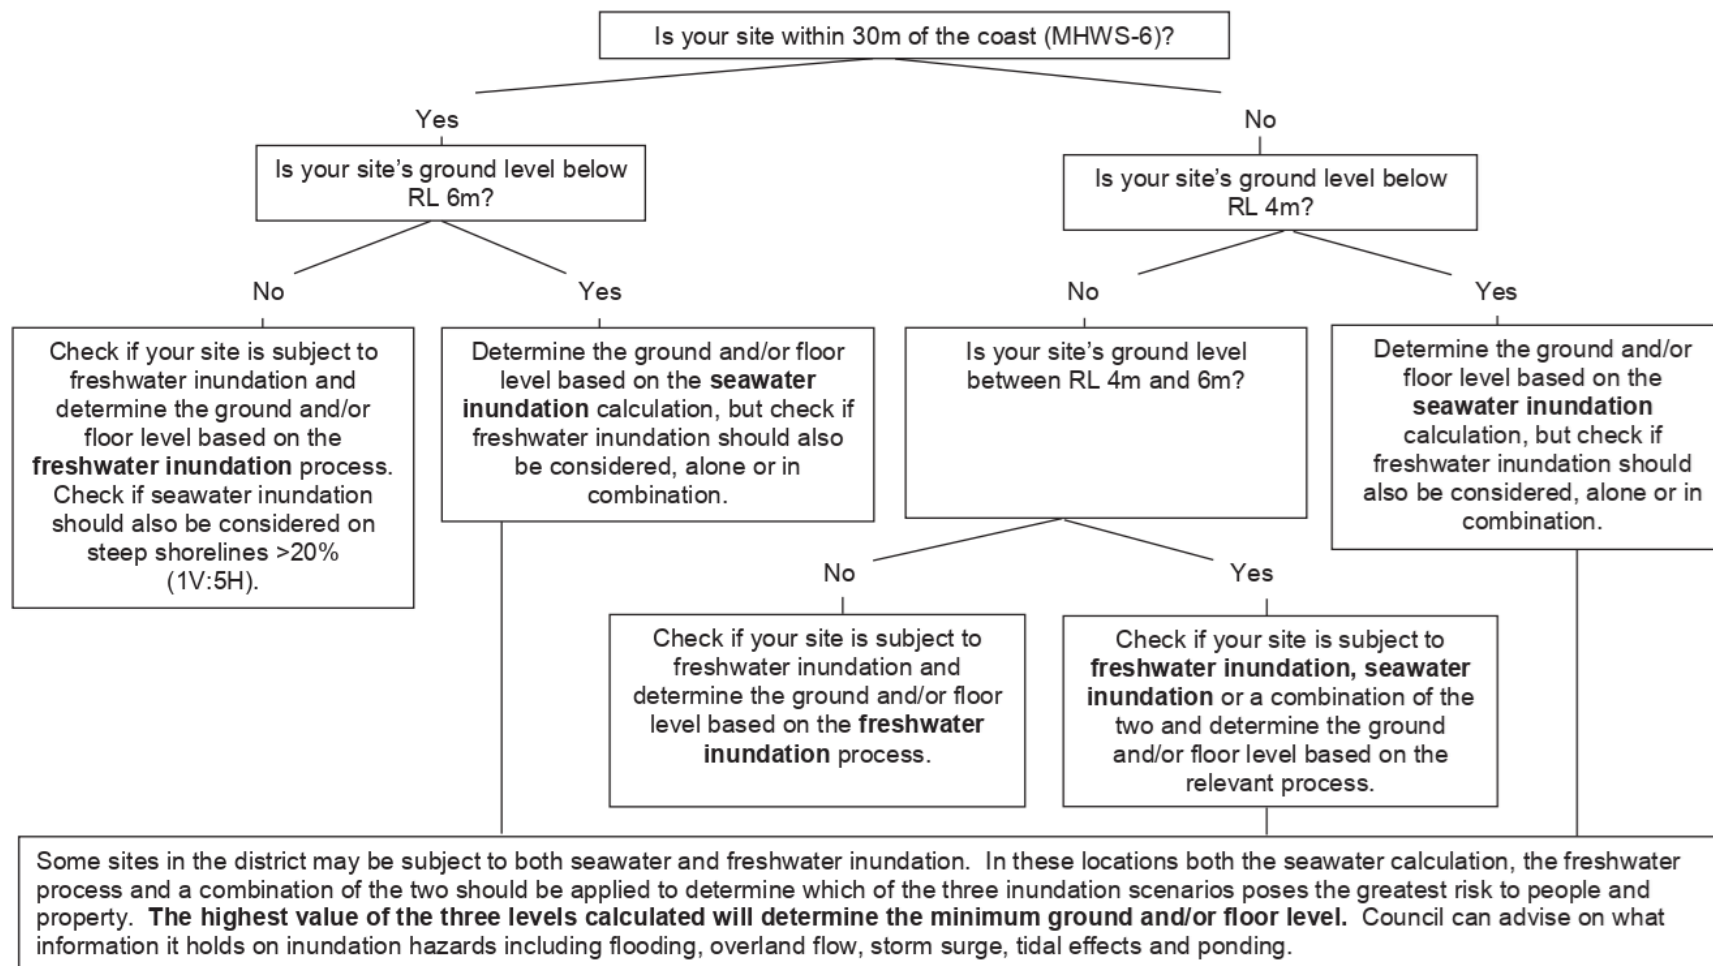 Is your site within 30m of the coast (MHWS-6)?
Yes
No
Is your site's ground level below
RL 6m?
Is your site's ground level below
RL 4m?
No
Yes
No
Yes
Check if your site is subject to
freshwater inundation and
determine the ground and/or
floor level based on the
freshwater inundation process.
Check if seawater inundation
should also be considered on
steep shorelines >20%
(1V:5H).
Determine the ground and/or floor
level based on the seawater
inundation calculation, but check if
freshwater inundation should also
be considered, alone or in
combination.
Is your site's ground level
between RL 4m and 6m?
Determine the ground and/or
floor level based on the
seawater inundation
calculation, but check if
freshwater inundation should
also be considered, alone or in
combination.
No
Yes
Check if your site is subject to
freshwater inundation and
determine the ground and/or floor
level based on the freshwater
inundation process.
Check if your site is subject to
freshwater inundation, seawater
inundation or a combination of the
two and determine the ground
and/or floor level based on the
relevant process.
Some sites in the district may be subject to both seawater and freshwater inundation.  In these locations both the seawater calculation, the freshwater
process and a combination of the two should be applied to determine which of the three inundation scenarios poses the greatest risk to people and
property.  The highest value of the three levels calculated will determine the minimum ground and/or floor level.  Council can advise on what
information it holds on inundation hazards including flooding, overland flow, storm surge, tidal effects and ponding.